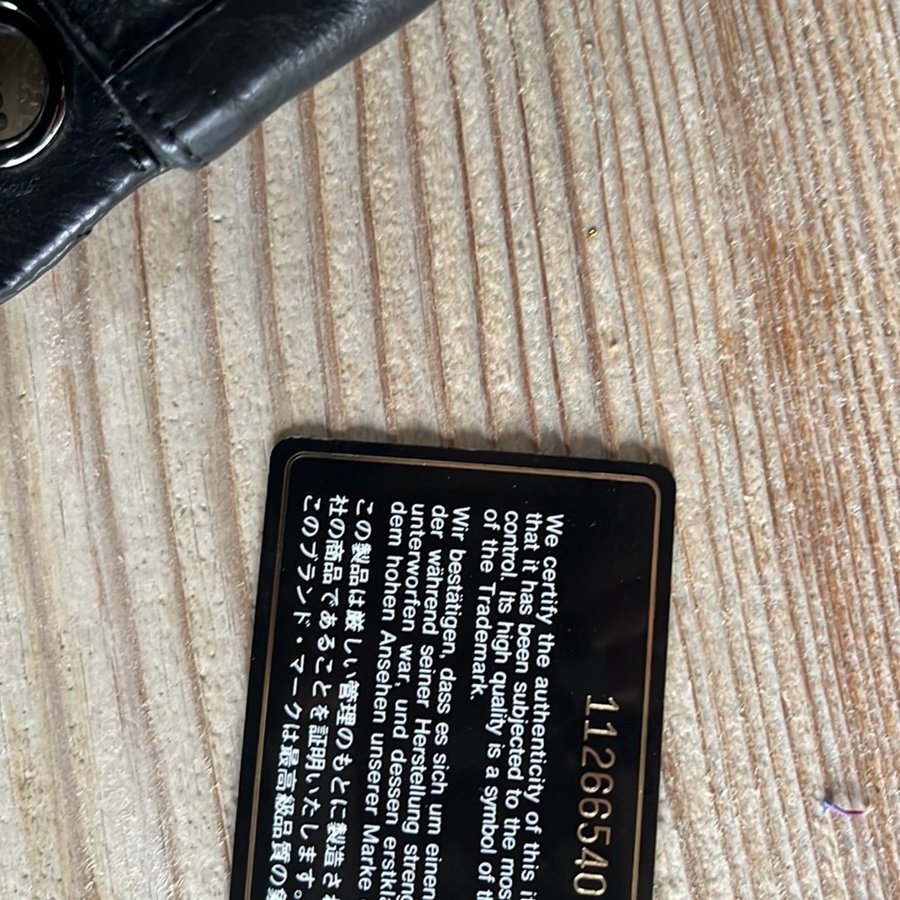 11266540
We certify the authenticity of this
that it has been subjected to the
control. Its high quality is a symbol of
of the Trademark.
Wir bestätigen, dass es sich um einen
der während seiner Herstellung
unterworfen war, und dessen
dem hohen Ansehen unserer Marke
この製品は厳しい管理のもとに製造され
社の商品であることを証明いたします。
このブランド・マークは最高級品質の象